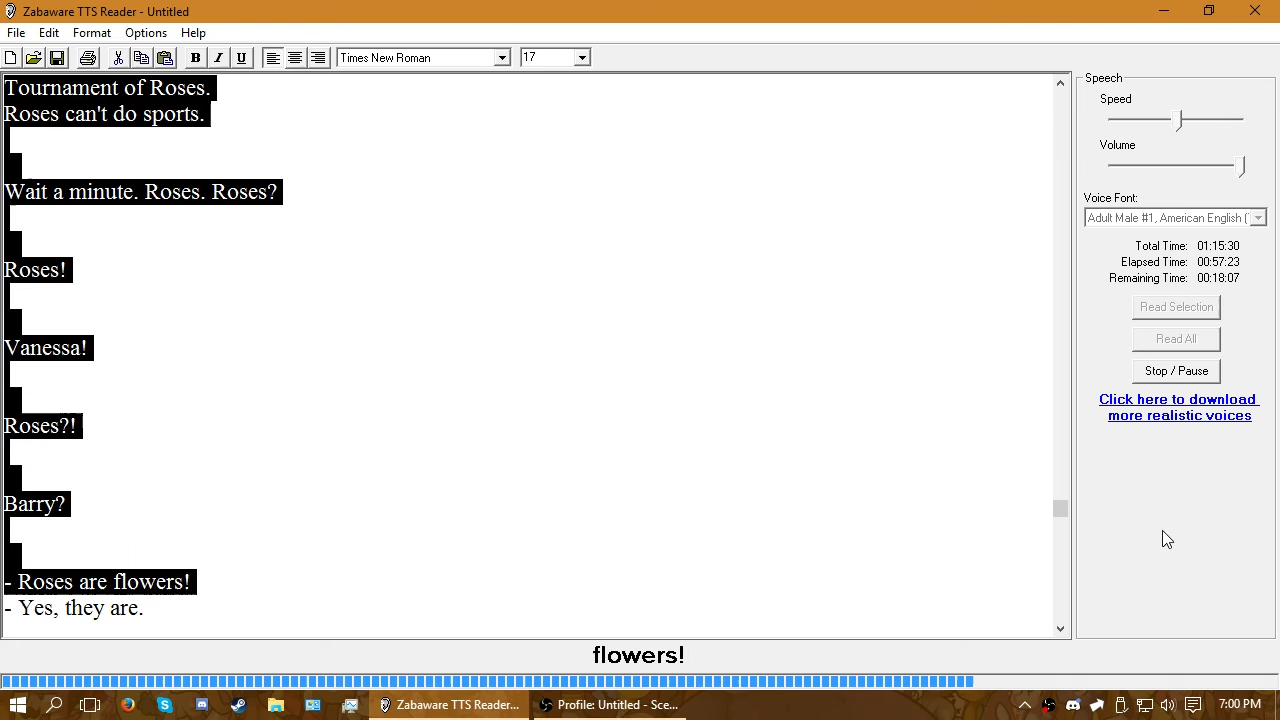 Zabaware TTS Reader - Untitled
File Edit Format Options Help
B I U Times New Roman 17
Tournament of Roses.
Roses can't do sports.
Wait a minute. Roses. Roses?
Roses!
Vanessa!
Roses?!
Barry?
- Roses are flowers!
- Yes, they are.
Speech
Speed
Volume
Voice Font:
Adult Male #1, American English (
Total Time: 01:15:30
Elapsed Time: 00:57:23
Remaining Time: 00:18:07
Read Selection
Read All
Stop / Pause
Click here to download
more realistic voices
flowers!
Zabaware TTS Reader... Profile: Untitled - Sce... 7:00 PM